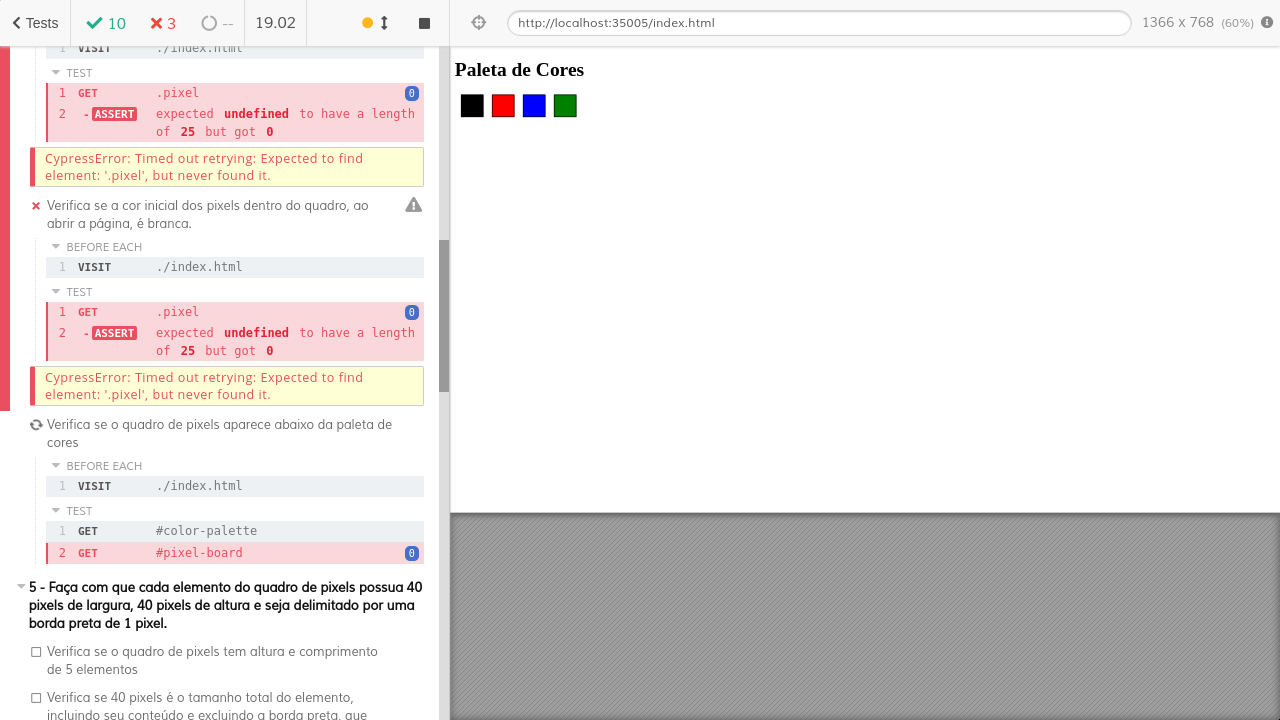 Tests 10 3 -- 19.02
http://localhost:35005/index.html 1366 x 768 (60%)
1 VISIT ./index.html
TEST
1 GET .pixel 0
2 -ASSERT expected undefined to have a length
of 25 but got 0
CypressError: Timed out retrying: Expected to find
element: '.pixel', but never found it.
Verifica se a cor inicial dos pixels dentro do quadro, ao
abrir a página, é branca.
BEFORE EACH
1 VISIT ./index.html
TEST
1 GET .pixel 0
2 -ASSERT expected undefined to have a length
of 25 but got 0
CypressError: Timed out retrying: Expected to find
element: '.pixel', but never found it.
Verifica se o quadro de pixels aparece abaixo da paleta de
cores
BEFORE EACH
1 VISIT ./index.html
TEST
1 GET #color-palette
2 GET #pixel-board 0
5 - Faça com que cada elemento do quadro de pixels possua 40
pixels de largura, 40 pixels de altura e seja delimitado por uma
borda preta de 1 pixel.
Verifica se o quadro de pixels tem altura e comprimento
de 5 elementos
Verifica se 40 pixels é o tamanho total do elemento,
incluindo seu conteúdo e excluindo a borda preta, que
Paleta de Cores